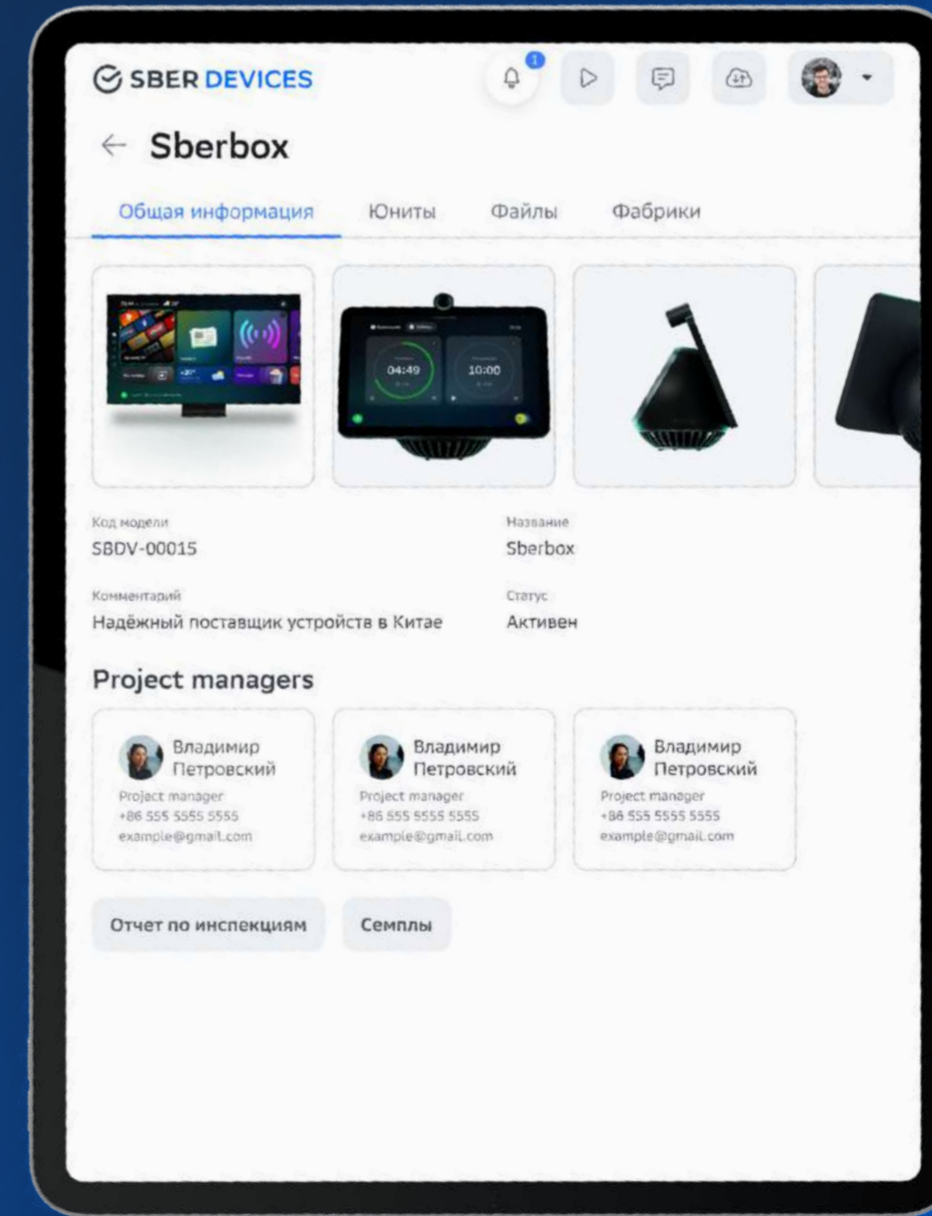 SBER DEVICES
1
Sberbox
Общая информация
Юниты
Файлы
Фабрики
04:49
10:00
Код модели
SBDV-00015
Название
Sberbox
Комментарий
Надёжный поставщик устройств в Китае
Статус
Активен
Project managers
Владимир
Петровский
Project manager
+86 555 5555 5555
example@gmail.com
Владимир
Петровский
Project manager
+86 555 5555 5555
example@gmail.com
Владимир
Петровский
Project manager
+86 555 5555 5555
example@gmail.com
Отчет по инспекциям
Семплы